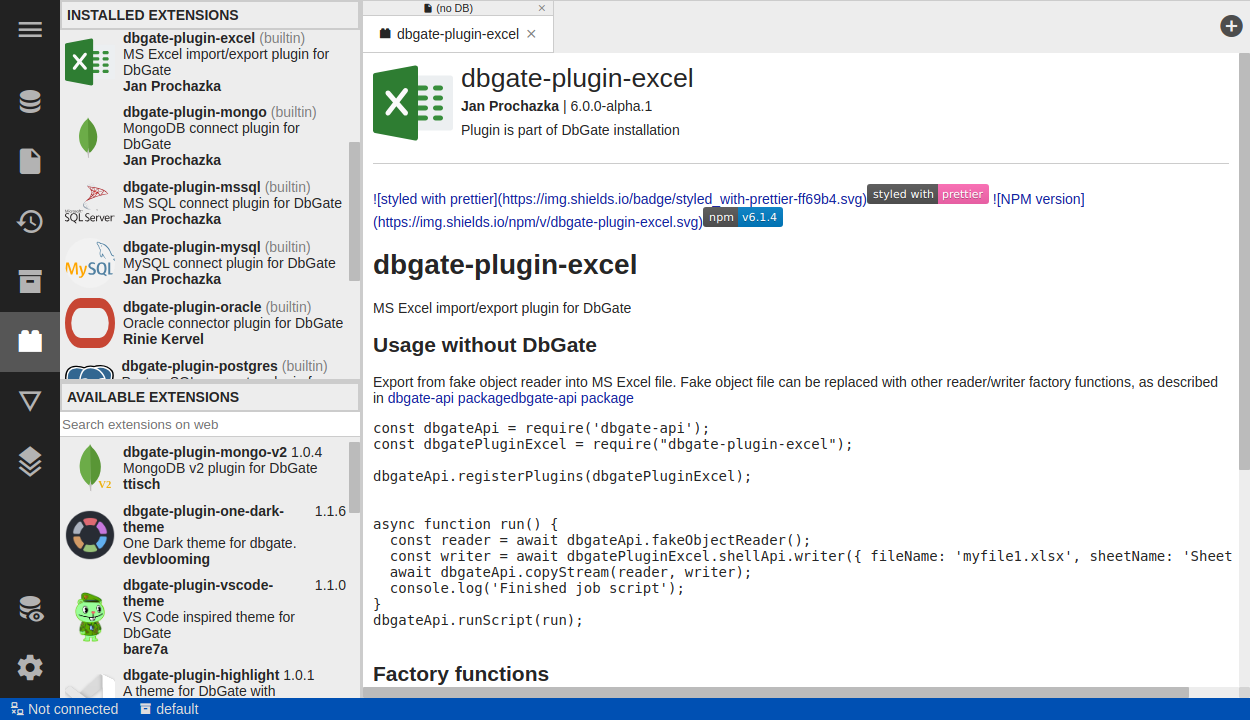 INSTALLED EXTENSIONS
dbgate-plugin-excel (builtin)
MS Excel import/export plugin for
DbGate
Jan Prochazka
dbgate-plugin-mongo (builtin)
MongoDB connect plugin for
DbGate
Jan Prochazka
Microsoft
SQL Server
dbgate-plugin-mssql (builtin)
MS SQL connect plugin for DbGate
Jan Prochazka
MySQL
dbgate-plugin-mysql (builtin)
MySQL connect plugin for DbGate
Jan Prochazka
dbgate-plugin-oracle (builtin)
Oracle connector plugin for DbGate
Rinie Kervel
dbgate-plugin-postgres (builtin)
AVAILABLE EXTENSIONS
Search extensions on web
V2
dbgate-plugin-mongo-v2 1.0.4
MongoDB v2 plugin for DbGate
ttisch
dbgate-plugin-one-dark- 1.1.6
theme
One Dark theme for dbgate.
devblooming
dbgate-plugin-vscode- 1.1.0
theme
VS Code inspired theme for
DbGate
bare7a
dbgate-plugin-highlight 1.0.1
A theme for DbGate with
(no DB)
dbgate-plugin-excel
dbgate-plugin-excel
Jan Prochazka | 6.0.0-alpha.1
Plugin is part of DbGate installation
![styled with prettier](https://img.shields.io/badge/styled_with-prettier-ff69b4.svg) styled with prettier ![NPM version]
(https://img.shields.io/npm/v/dbgate-plugin-excel.svg) npm v6.1.4
dbgate-plugin-excel
MS Excel import/export plugin for DbGate
Usage without DbGate
Export from fake object reader into MS Excel file. Fake object file can be replaced with other reader/writer factory functions, as described
in dbgate-api packagedbgate-api package
const dbgateApi = require('dbgate-api');
const dbgatePluginExcel = require("dbgate-plugin-excel");
dbgateApi.registerPlugins(dbgatePluginExcel);
async function run() {
const reader = await dbgateApi.fakeObjectReader();
const writer = await dbgatePluginExcel.shellApi.writer({ fileName: 'myfile1.xlsx', sheetName: 'Sheet
await dbgateApi.copyStream(reader, writer);
console.log('Finished job script');
}
dbgateApi.runScript(run);
Factory functions
Not connected
default